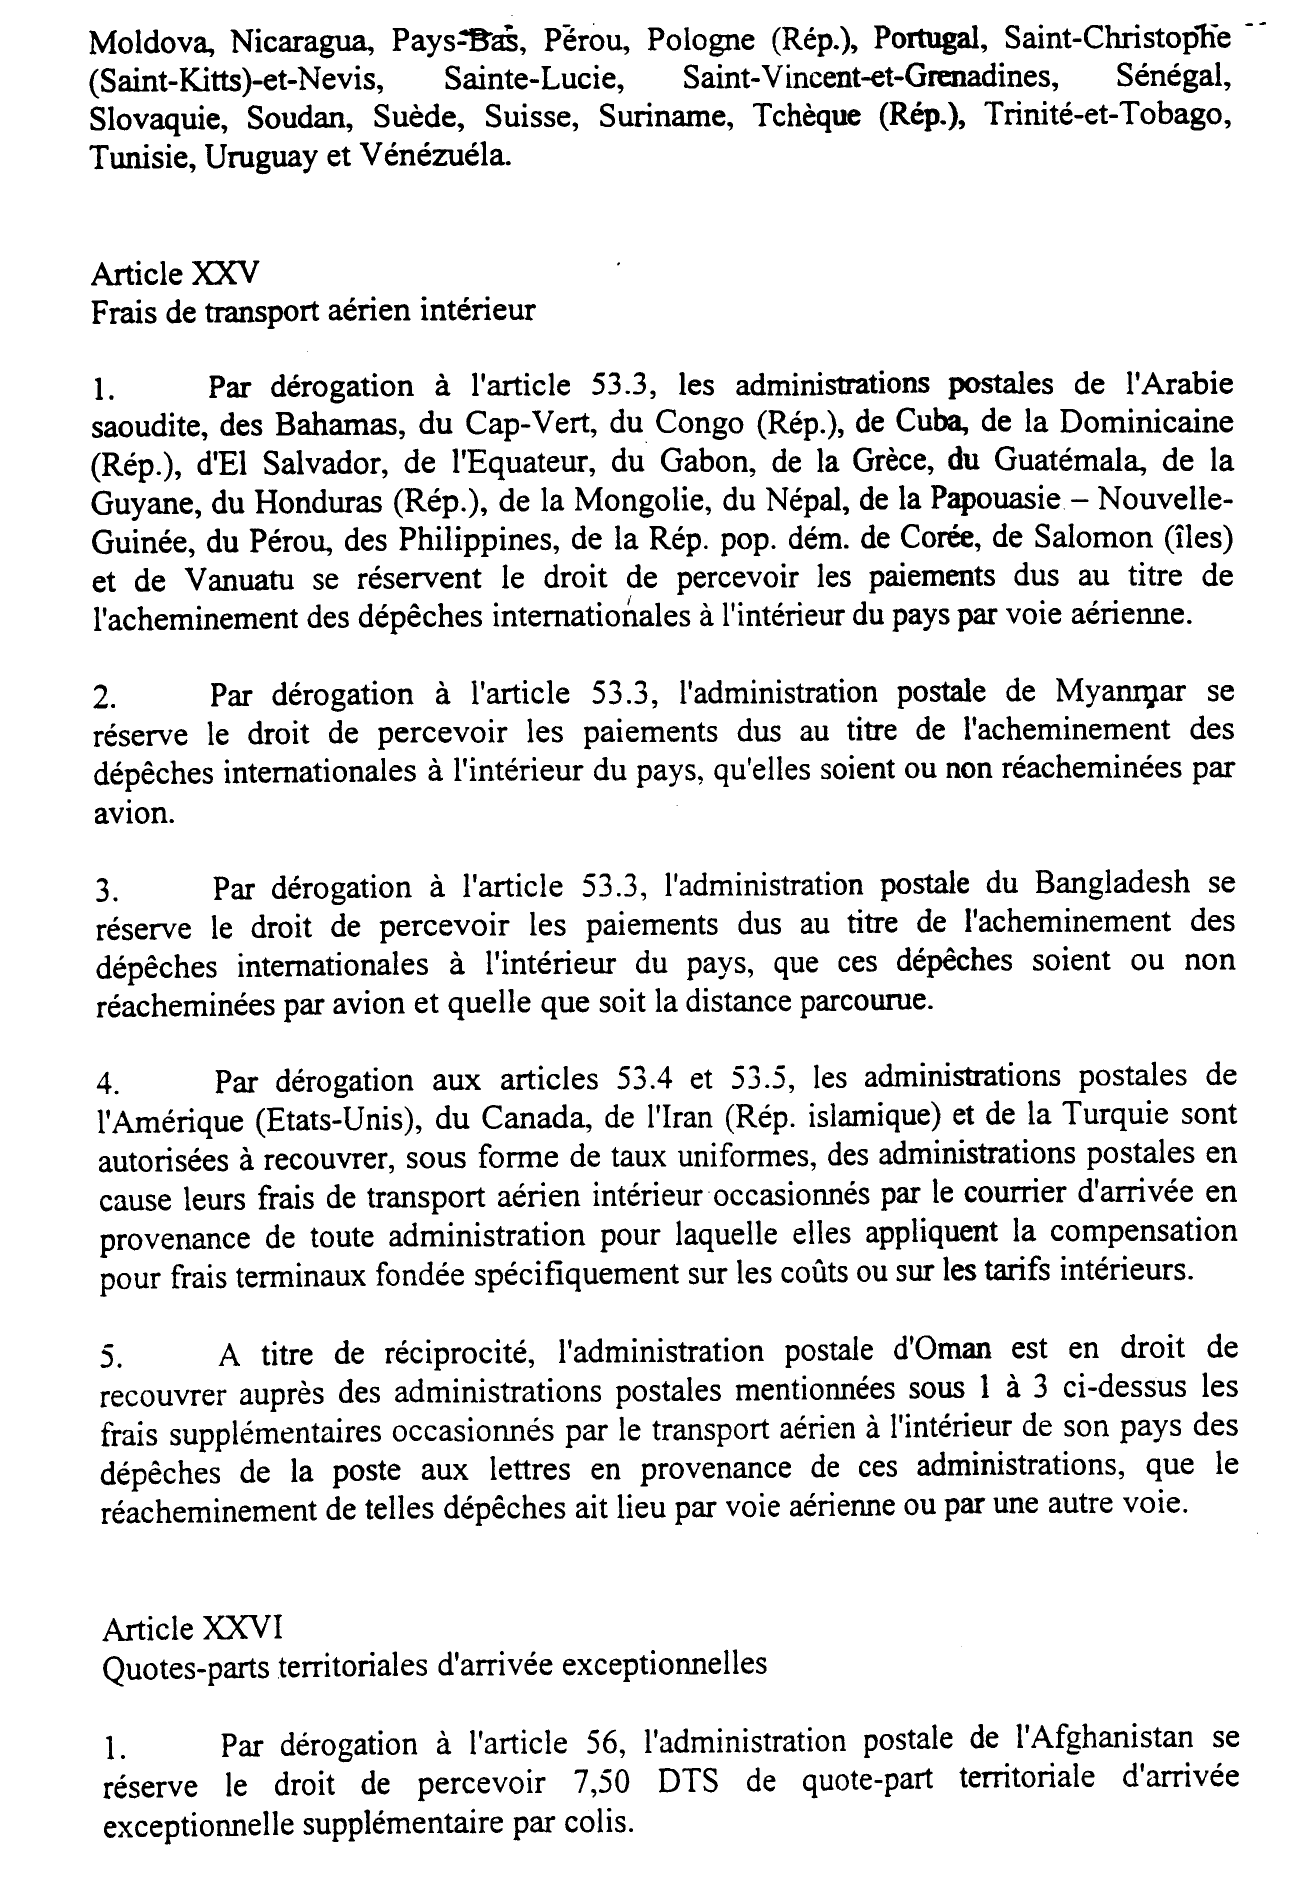 Moldova, Nicaragua, Pays-Bas, Pérou, Pologne (Rép.), Portugal, Saint-Christophe
(Saint-Kitts)-et-Nevis, Sainte-Lucie, Saint-Vincent-et-Grenadines, Sénégal,
Slovaquie, Soudan, Suède, Suisse, Suriname, Tchèque (Rép.), Trinité-et-Tobago,
Tunisie, Uruguay et Vénézuéla.
Article XXV
Frais de transport aérien intérieur
1. Par dérogation à l'article 53.3, les administrations postales de l'Arabie
saoudite, des Bahamas, du Cap-Vert, du Congo (Rép.), de Cuba, de la Dominicaine
(Rép.), d'El Salvador, de l'Equateur, du Gabon, de la Grèce, du Guatémala, de la
Guyane, du Honduras (Rép.), de la Mongolie, du Népal, de la Papouasie – Nouvelle-
Guinée, du Pérou, des Philippines, de la Rép. pop. dém. de Corée, de Salomon (îles)
et de Vanuatu se réservent le droit de percevoir les paiements dus au titre de
l'acheminement des dépêches internationales à l'intérieur du pays par voie aérienne.
2. Par dérogation à l'article 53.3, l'administration postale de Myanmar se
réserve le droit de percevoir les paiements dus au titre de l'acheminement des
dépêches internationales à l'intérieur du pays, qu'elles soient ou non réacheminées par
avion.
3. Par dérogation à l'article 53.3, l'administration postale du Bangladesh se
réserve le droit de percevoir les paiements dus au titre de l'acheminement des
dépêches internationales à l'intérieur du pays, que ces dépêches soient ou non
réacheminées par avion et quelle que soit la distance parcourue.
4. Par dérogation aux articles 53.4 et 53.5, les administrations postales de
l'Amérique (Etats-Unis), du Canada, de l'Iran (Rép. islamique) et de la Turquie sont
autorisées à recouvrer, sous forme de taux uniformes, des administrations postales en
cause leurs frais de transport aérien intérieur occasionnés par le courrier d'arrivée en
provenance de toute administration pour laquelle elles appliquent la compensation
pour frais terminaux fondée spécifiquement sur les coûts ou sur les tarifs intérieurs.
5. A titre de réciprocité, l'administration postale d'Oman est en droit de
recouvrer auprès des administrations postales mentionnées sous 1 à 3 ci-dessus les
frais supplémentaires occasionnés par le transport aérien à l'intérieur de son pays des
dépêches de la poste aux lettres en provenance de ces administrations, que le
réacheminement de telles dépêches ait lieu par voie aérienne ou par une autre voie.
Article XXVI
Quotes-parts territoriales d'arrivée exceptionnelles
1. Par dérogation à l'article 56, l'administration postale de l'Afghanistan se
réserve le droit de percevoir 7,50 DTS de quote-part territoriale d'arrivée
exceptionnelle supplémentaire par colis.